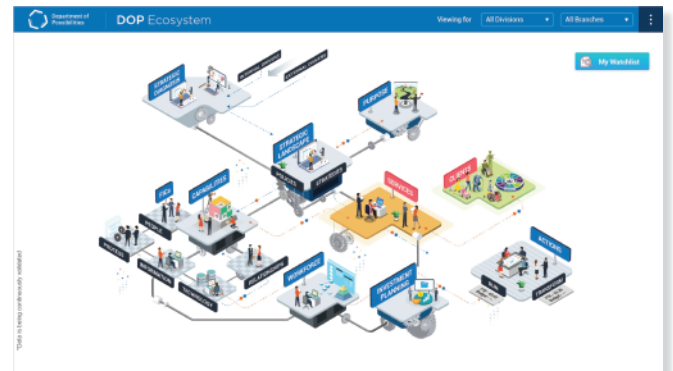 Department of
Possibilities
DOP Ecosystem
Viewing for
All Divisions
All Branches
My Watchlist
STRATEGIC
DIAGNOSIS
PURPOSE
STRATEGIC
LANDSCAPE
POLICIES
STRATEGIES
SERVICES
CLIENTS
CAPABILITIES
PEOPLE
PROCESS
INFORMATION
TECHNOLOGY
RELATIONSHIPS
WORKFORCE
INVESTMENT
PLANNING
ACTIONS
RUN
TRANSFORM
*Data is being continuously validated